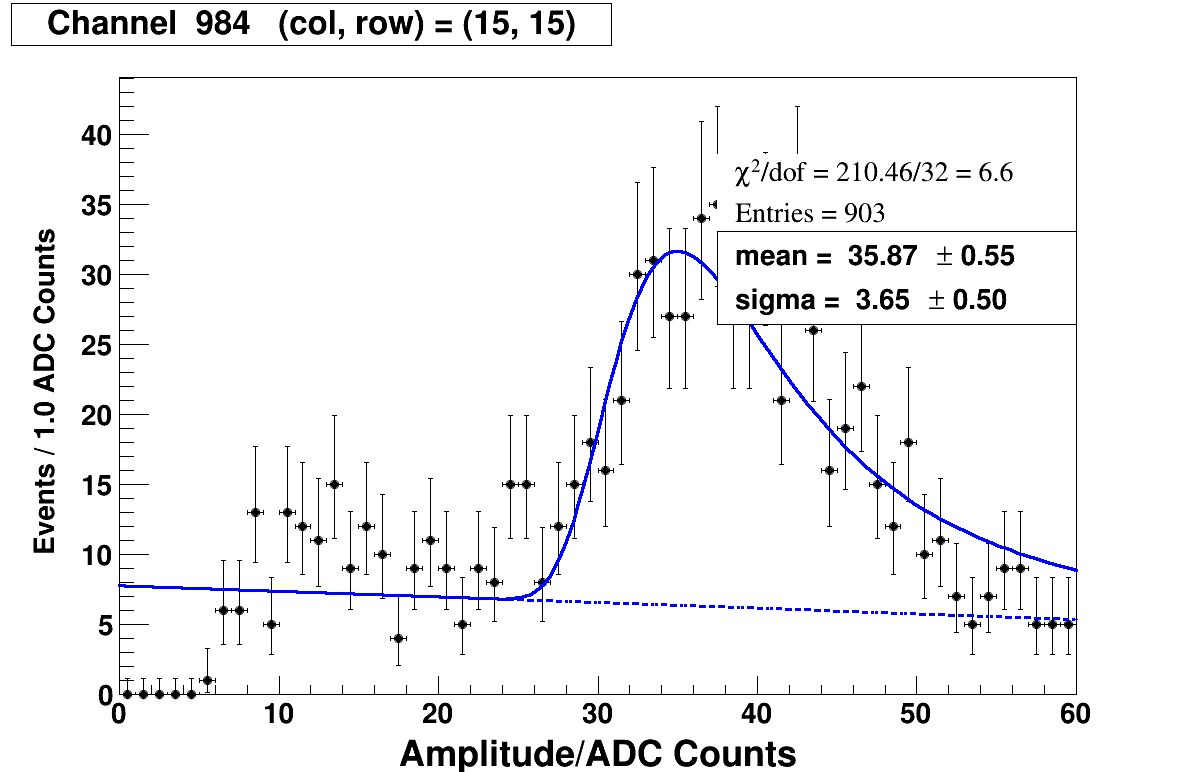 Channel 984 (col, row) = (15, 15)
χ²/dof = 210.46/32 = 6.6
Entries = 903
mean = 35.87 ± 0.55
sigma = 3.65 ± 0.50
Events / 1.0 ADC Counts
40
35
30
25
20
15
10
5
0
0 10 20 30 40 50 60
Amplitude/ADC Counts